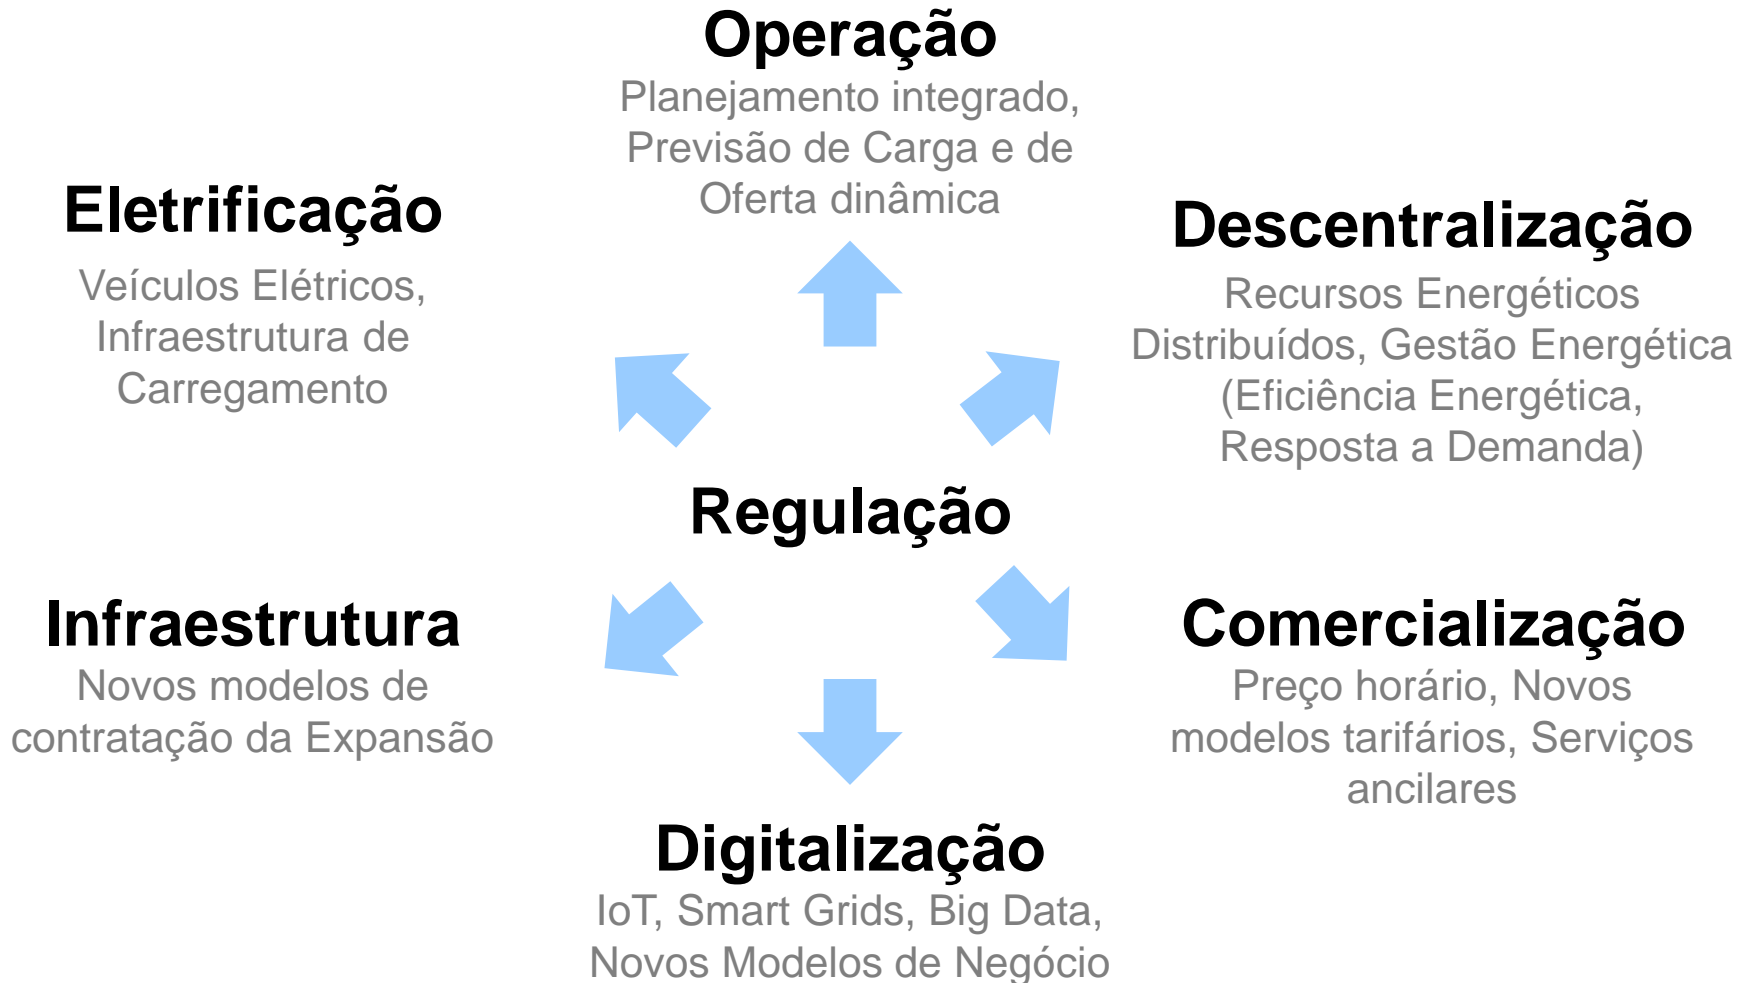 Operação
Planejamento integrado,
Previsão de Carga e de
Oferta dinâmica
Eletrificação
Veículos Elétricos,
Infraestrutura de
Carregamento
Descentralização
Recursos Energéticos
Distribuídos, Gestão Energética
(Eficiência Energética,
Resposta a Demanda)
Regulação
Infraestrutura
Novos modelos de
contratação da Expansão
Comercialização
Preço horário, Novos
modelos tarifários, Serviços
ancilares
Digitalização
IoT, Smart Grids, Big Data,
Novos Modelos de Negócio